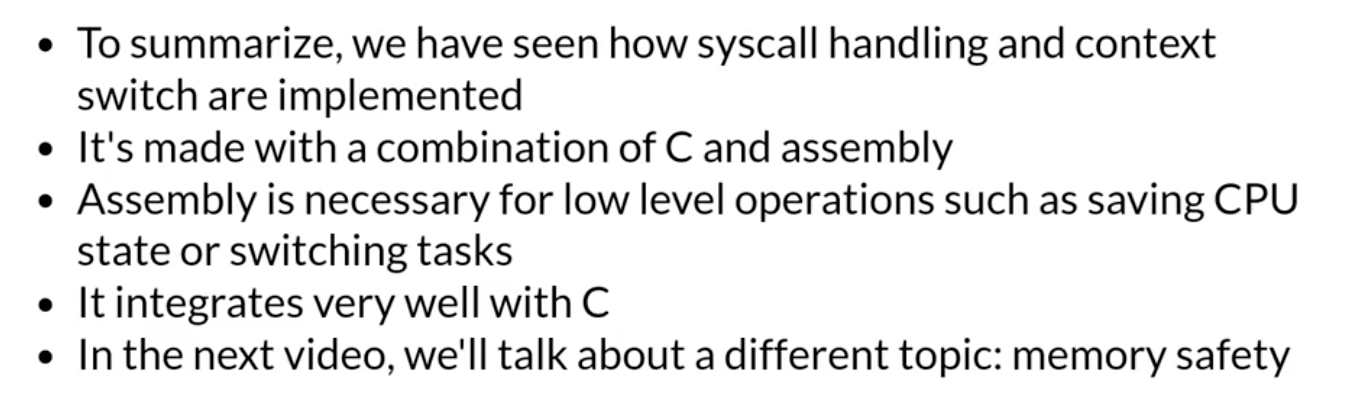 • To summarize, we have seen how syscall handling and context
switch are implemented
• It's made with a combination of C and assembly
• Assembly is necessary for low level operations such as saving CPU
state or switching tasks
• It integrates very well with C
• In the next video, we'll talk about a different topic: memory safety